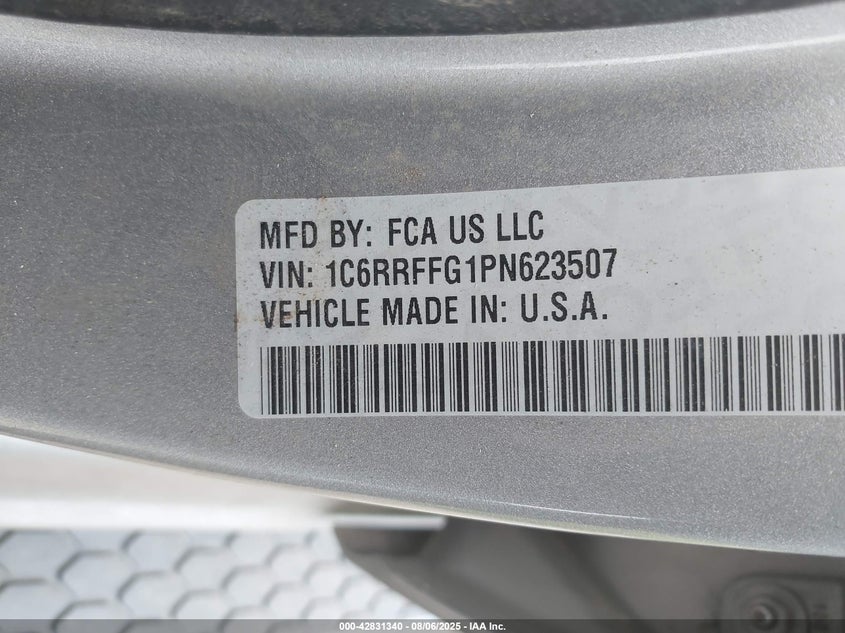 MFD BY: FCA US LLC
VIN: 1C6RRFFG1PN623507
VEHICLE MADE IN: U.S.A.
000-42831340 - 08/06/2025 - IAA Inc.